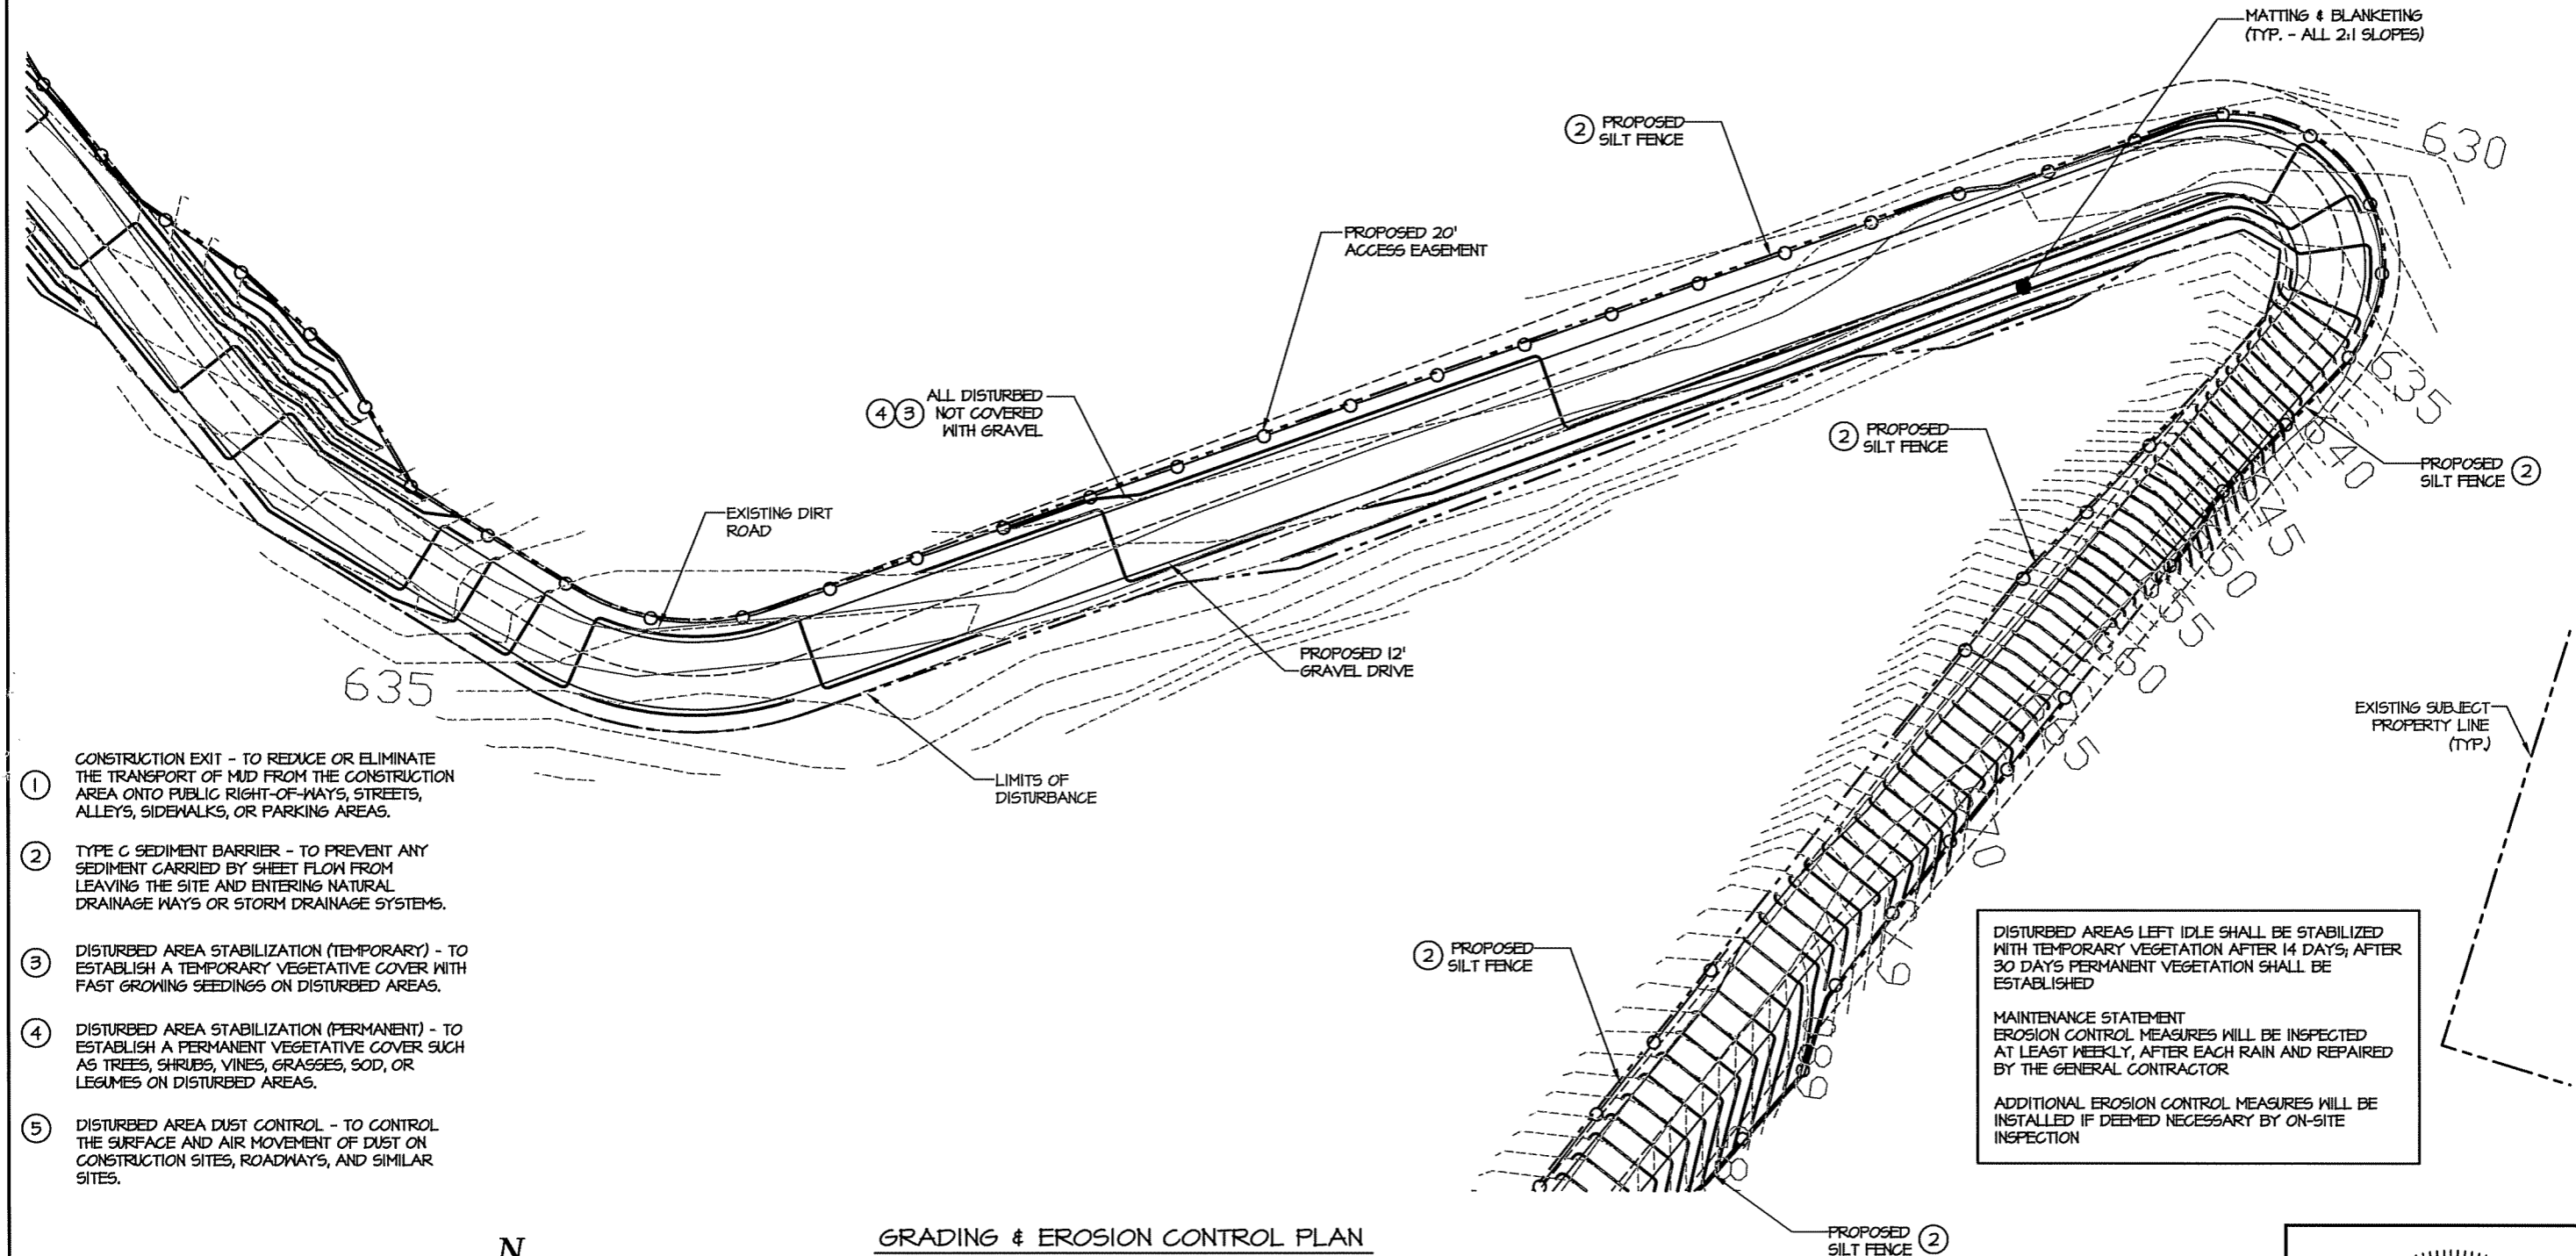 MATTING & BLANKETING
(TYP. - ALL 2:1 SLOPES)
② PROPOSED
SILT FENCE
630
PROPOSED 20'
ACCESS EASEMENT
④③ ALL DISTURBED
NOT COVERED
WITH GRAVEL
② PROPOSED
SILT FENCE
635
640
PROPOSED ②
SILT FENCE
645
EXISTING DIRT
ROAD
650
655
660
PROPOSED 12'
GRAVEL DRIVE
635
665
EXISTING SUBJECT
PROPERTY LINE
(TYP.)
LIMITS OF
DISTURBANCE
670
① CONSTRUCTION EXIT - TO REDUCE OR ELIMINATE
THE TRANSPORT OF MUD FROM THE CONSTRUCTION
AREA ONTO PUBLIC RIGHT-OF-WAYS, STREETS,
ALLEYS, SIDEWALKS, OR PARKING AREAS.
② TYPE C SEDIMENT BARRIER - TO PREVENT ANY
SEDIMENT CARRIED BY SHEET FLOW FROM
LEAVING THE SITE AND ENTERING NATURAL
DRAINAGE WAYS OR STORM DRAINAGE SYSTEMS.
③ DISTURBED AREA STABILIZATION (TEMPORARY) - TO
ESTABLISH A TEMPORARY VEGETATIVE COVER WITH
FAST GROWING SEEDINGS ON DISTURBED AREAS.
④ DISTURBED AREA STABILIZATION (PERMANENT) - TO
ESTABLISH A PERMANENT VEGETATIVE COVER SUCH
AS TREES, SHRUBS, VINES, GRASSES, SOD, OR
LEGUMES ON DISTURBED AREAS.
⑤ DISTURBED AREA DUST CONTROL - TO CONTROL
THE SURFACE AND AIR MOVEMENT OF DUST ON
CONSTRUCTION SITES, ROADWAYS, AND SIMILAR
SITES.
② PROPOSED
SILT FENCE
DISTURBED AREAS LEFT IDLE SHALL BE STABILIZED
WITH TEMPORARY VEGETATION AFTER 14 DAYS; AFTER
30 DAYS PERMANENT VEGETATION SHALL BE
ESTABLISHED
MAINTENANCE STATEMENT
EROSION CONTROL MEASURES WILL BE INSPECTED
AT LEAST WEEKLY, AFTER EACH RAIN AND REPAIRED
BY THE GENERAL CONTRACTOR
ADDITIONAL EROSION CONTROL MEASURES WILL BE
INSTALLED IF DEEMED NECESSARY BY ON-SITE
INSPECTION
N
GRADING & EROSION CONTROL PLAN
PROPOSED ②
SILT FENCE